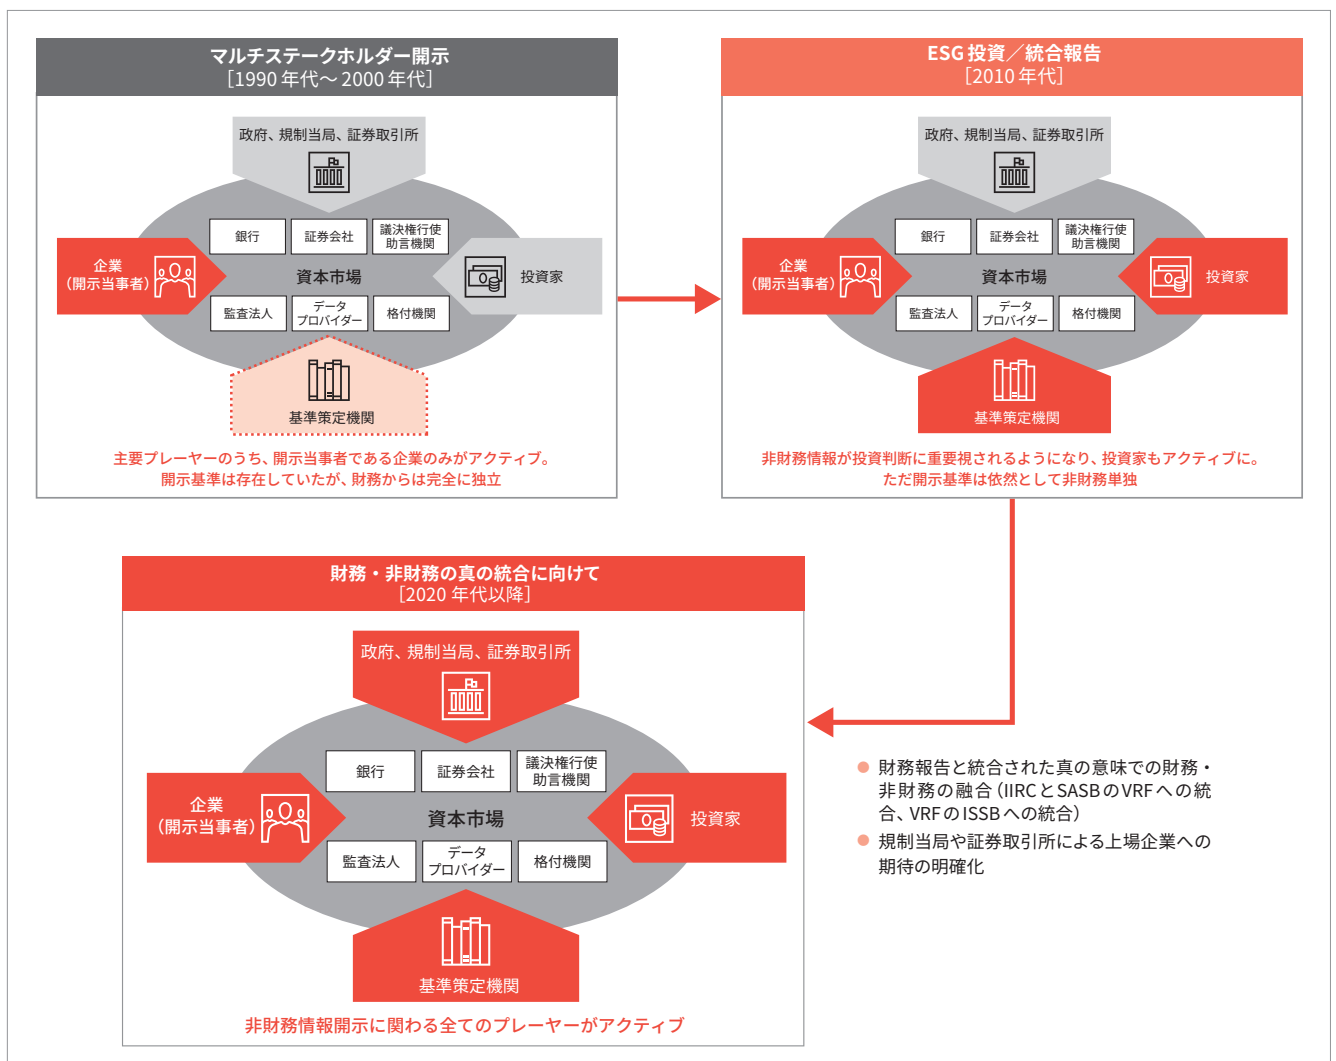 マルチステークホルダー開示
［1990年代～2000年代］
政府、規制当局、証券取引所
銀行
証券会社
議決権行使
助言機関
企業
（開示当事者）
資本市場
投資家
監査法人
データ
プロバイダー
格付機関
基準策定機関
主要プレーヤーのうち、開示当事者である企業のみがアクティブ。
開示基準は存在していたが、財務からは完全に独立
ESG投資／統合報告
［2010年代］
政府、規制当局、証券取引所
銀行
証券会社
議決権行使
助言機関
企業
（開示当事者）
資本市場
投資家
監査法人
データ
プロバイダー
格付機関
基準策定機関
非財務情報が投資判断に重要視されるようになり、投資家もアクティブに。
ただ開示基準は依然として非財務単独
財務・非財務の真の統合に向けて
［2020年代以降］
政府、規制当局、証券取引所
銀行
証券会社
議決権行使
助言機関
企業
（開示当事者）
資本市場
投資家
監査法人
データ
プロバイダー
格付機関
基準策定機関
非財務情報開示に関わる全てのプレーヤーがアクティブ
● 財務報告と統合された真の意味での財務・
非財務の融合（IIRCとSASBのVRFへの統
合、VRFのISSBへの統合）
● 規制当局や証券取引所による上場企業への
期待の明確化